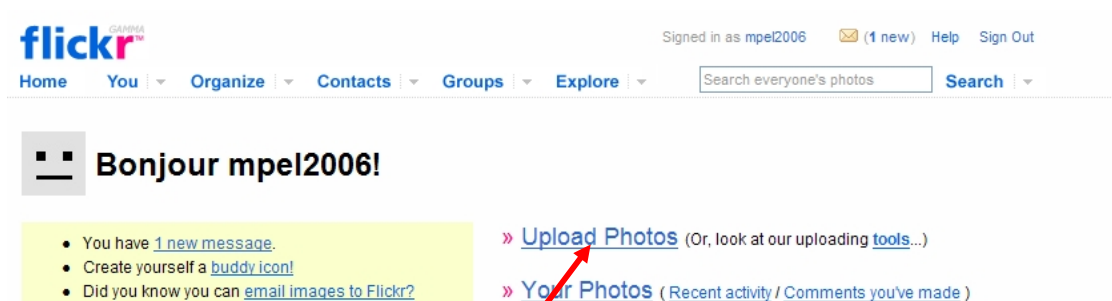 flickr GAMMA ™
Signed in as mpel2006 (1 new) Help Sign Out
Home You Organize Contacts Groups Explore Search everyone's photos Search
Bonjour mpel2006!
You have 1 new message.
Create yourself a buddy icon!
Did you know you can email images to Flickr?
» Upload Photos (Or, look at our uploading tools...)
» Your Photos ( Recent activity / Comments you've made )